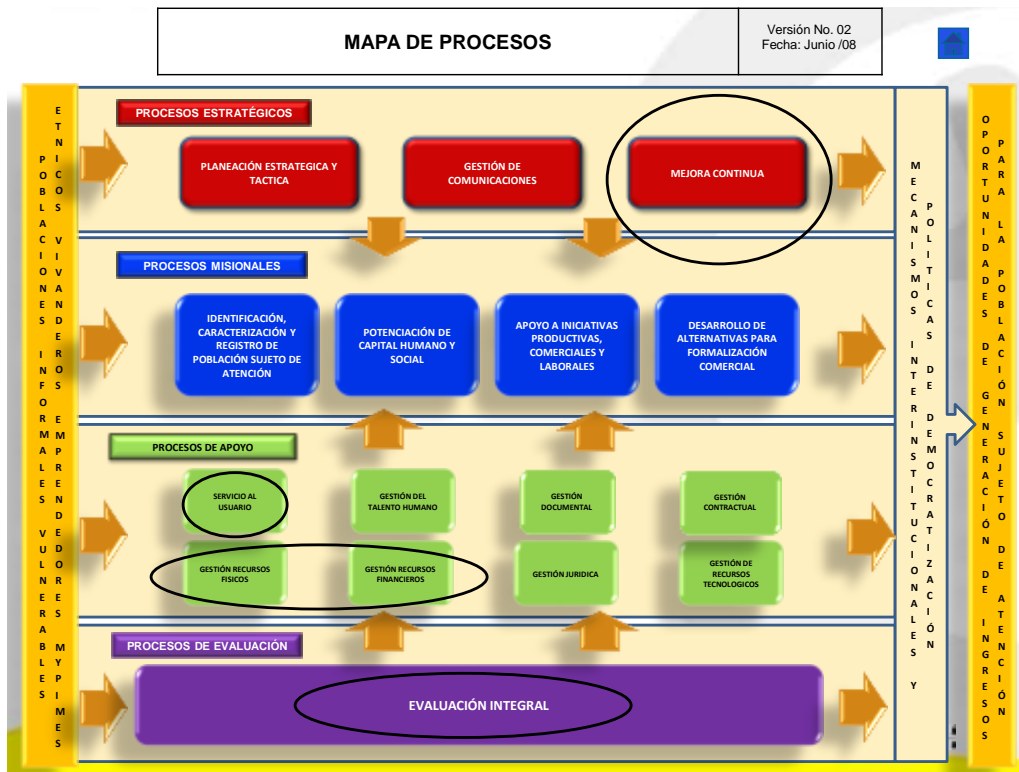 MAPA DE PROCESOS
Versión No. 02
Fecha: Junio /08
POBLACIONES INFORMALES VULNERABLES
ETNICOS VIVANDEROS EMPRENDEDORES MYPIMES
PROCESOS ESTRATÉGICOS
PLANEACIÓN ESTRATEGICA Y
TACTICA
GESTIÓN DE
COMUNICACIONES
MEJORA CONTINUA
PROCESOS MISIONALES
IDENTIFICACIÓN,
CARACTERIZACIÓN Y
REGISTRO DE
POBLACIÓN SUJETO DE
ATENCIÓN
POTENCIACIÓN DE
CAPITAL HUMANO Y
SOCIAL
APOYO A INICIATIVAS
PRODUCTIVAS,
COMERCIALES Y
LABORALES
DESARROLLO DE
ALTERNATIVAS PARA
FORMALIZACIÓN
COMERCIAL
PROCESOS DE APOYO
SERVICIO AL
USUARIO
GESTIÓN DEL
TALENTO HUMANO
GESTIÓN
DOCUMENTAL
GESTIÓN
CONTRACTUAL
GESTIÓN RECURSOS
FISICOS
GESTIÓN RECURSOS
FINANCIEROS
GESTIÓN JURIDICA
GESTIÓN DE
RECURSOS
TECNOLOGICOS
PROCESOS DE EVALUACIÓN
EVALUACIÓN INTEGRAL
MECANISMOS INTERINSTITUCIONALES Y
POLITICAS DE DEMOCRATIZACIÓN
OPORTUNIDADES DE GENERACIÓN DE INGRESOS
PARA LA POBLACIÓN SUJETO DE ATENCIÓN